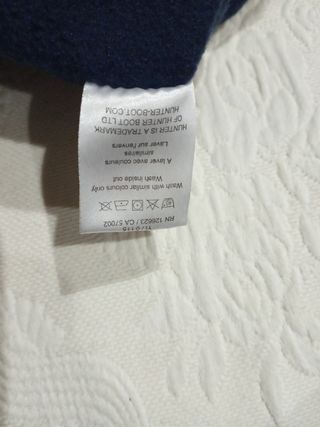 RN 126623 / CA 57002
Wash with similar colours only
Wash inside out
A laver avec couleurs
similaires
Laver sur l'envers
HUNTER IS A TRADEMARK
OF HUNTER BOOT LTD
HUNTER-BOOT.COM